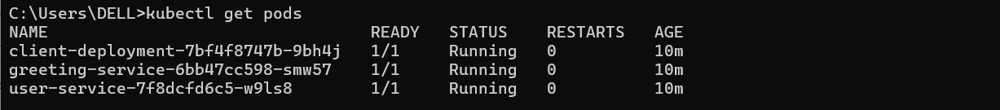 C:\Users\DELL>kubectl get pods
NAME READY STATUS RESTARTS AGE
client-deployment-7bf4f8747b-9bh4j 1/1 Running 0 10m
greeting-service-6bb47cc598-smw57 1/1 Running 0 10m
user-service-7f8dcfd6c5-w9ls8 1/1 Running 0 10m